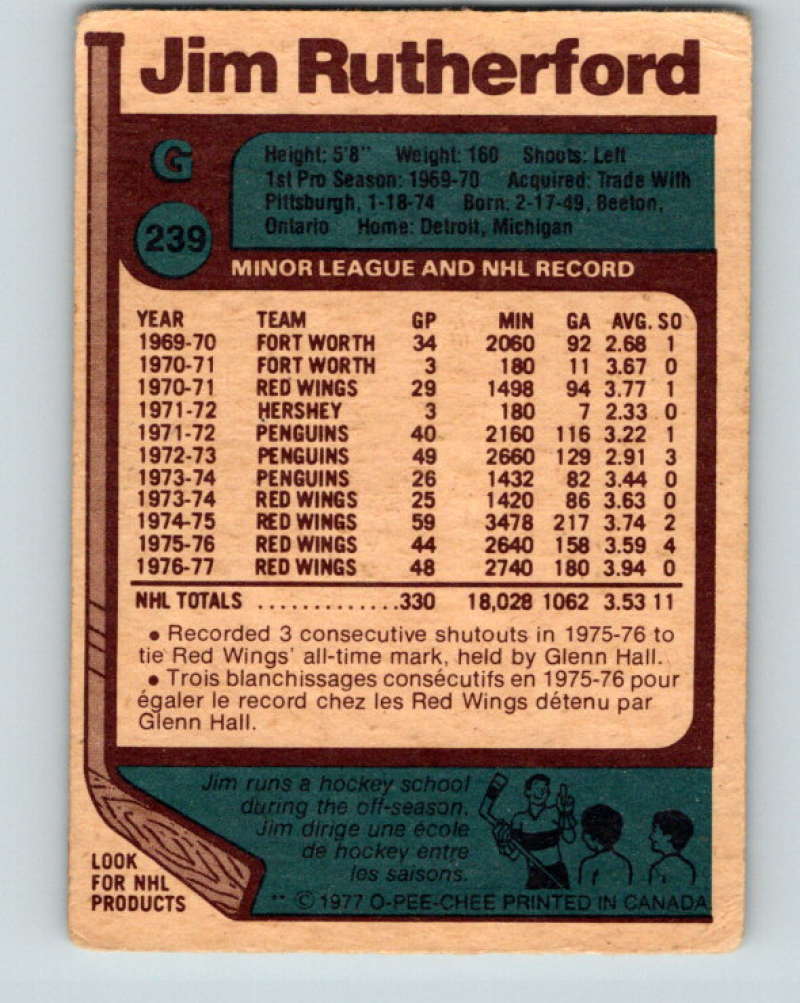 Jim Rutherford
G
239
Height: 5'8" Weight: 160 Shoots: Left
1st Pro Season: 1969-70 Acquired: Trade With
Pittsburgh, 1-18-74 Born: 2-17-49, Beeton,
Ontario Home: Detroit, Michigan
MINOR LEAGUE AND NHL RECORD
YEAR TEAM GP MIN GA AVG. SO
1969-70 FORT WORTH 34 2060 92 2.68 1
1970-71 FORT WORTH 3 180 11 3.67 0
1970-71 RED WINGS 29 1498 94 3.77 1
1971-72 HERSHEY 3 180 7 2.33 0
1971-72 PENGUINS 40 2160 116 3.22 1
1972-73 PENGUINS 49 2660 129 2.91 3
1973-74 PENGUINS 26 1432 82 3.44 0
1973-74 RED WINGS 25 1420 86 3.63 0
1974-75 RED WINGS 59 3478 217 3.74 2
1975-76 RED WINGS 44 2640 158 3.59 4
1976-77 RED WINGS 48 2740 180 3.94 0
NHL TOTALS .............330 18,028 1062 3.53 11
• Recorded 3 consecutive shutouts in 1975-76 to
tie Red Wings' all-time mark, held by Glenn Hall.
• Trois blanchissages consécutifs en 1975-76 pour
égaler le record chez les Red Wings détenu par
Glenn Hall.
Jim runs a hockey school
during the off-season.
Jim dirige une école
de hockey entre
les saisons.
LOOK
FOR NHL
PRODUCTS
** © 1977 O-PEE-CHEE PRINTED IN CANADA